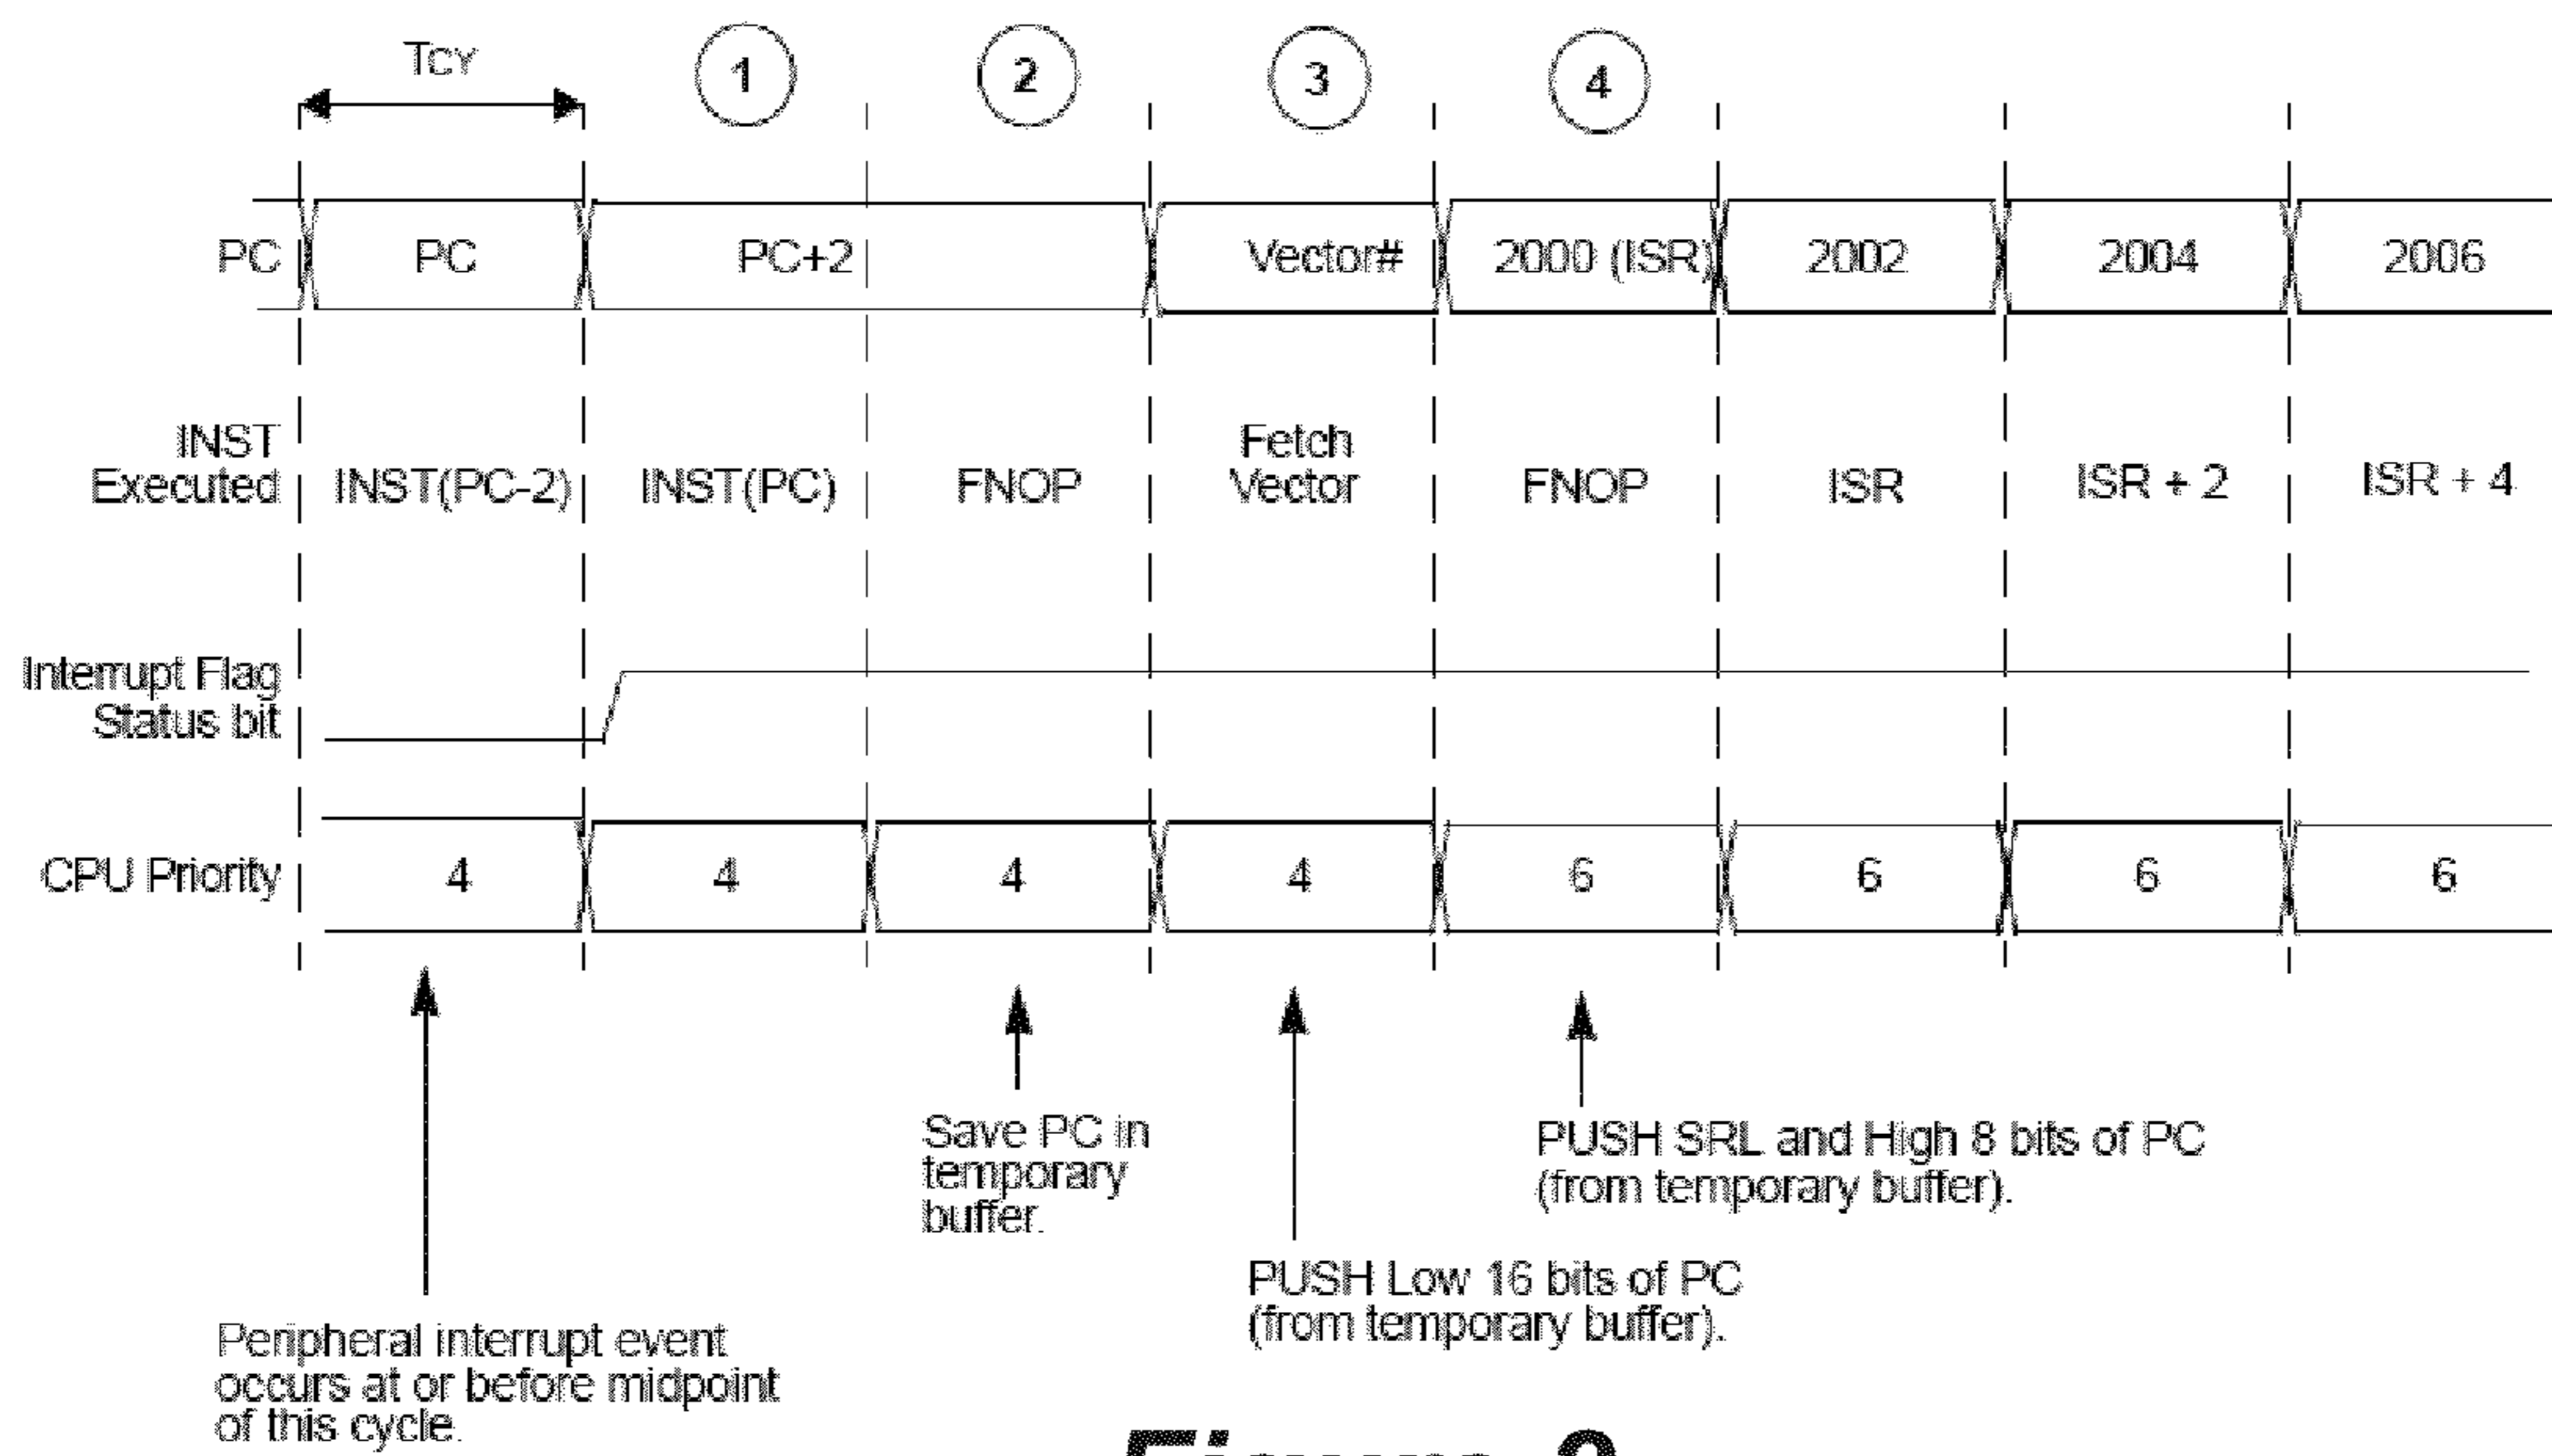 TCY 1 2 3 4
PC PC PC+2 Vector# 2000 (ISR) 2002 2004 2006
INST
Executed
INST(PC-2) INST(PC) FNOP
Fetch
Vector
FNOP ISR ISR + 2 ISR + 4
Interrupt Flag
Status bit
CPU Priority 4 4 4 4 6 6 6 6
Save PC in
temporary
buffer.
PUSH SRL and High 8 bits of PC
(from temporary buffer).
PUSH Low 16 bits of PC
(from temporary buffer).
Peripheral interrupt event
occurs at or before midpoint
of this cycle.